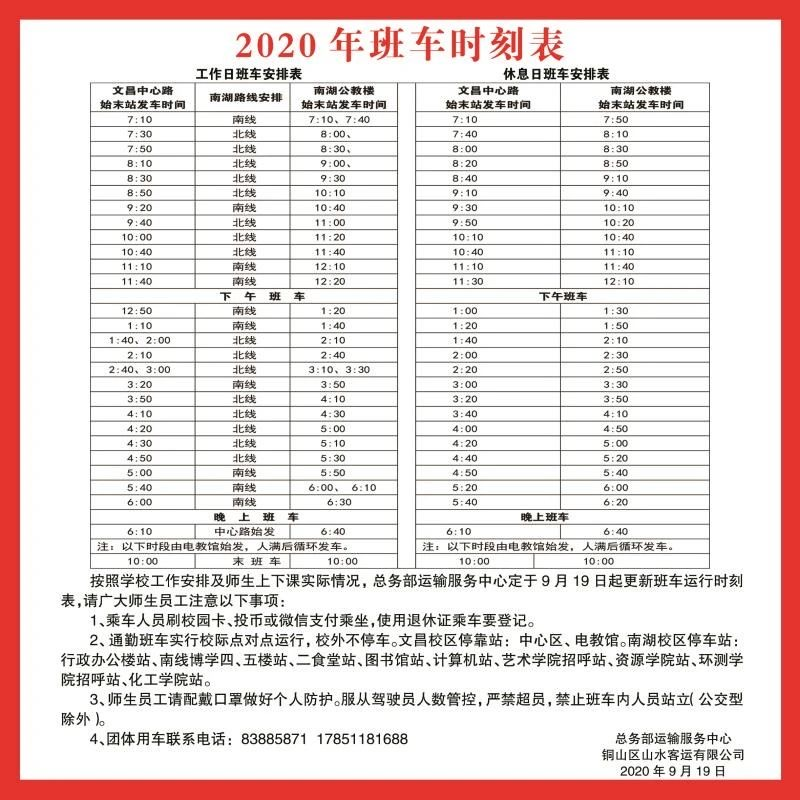 2020 年班车时刻表
工作日班车安排表 休息日班车安排表
文昌中心路 南湖路线安排 南湖公教楼 文昌中心路 南湖公教楼
始末站发车时间 始末站发车时间 始末站发车时间 始末站发车时间
7:10 南线 7:10、7:40 7:10 7:50
7:30 北线 8:00、 7:40 8:10
7:50 北线 8:30、 8:00 8:30
8:10 北线 9:00、 8:20 8:50
8:30 北线 9:30 8:40 9:10
8:50 北线 10:10 9:10 9:40
9:20 南线 10:40 9:30 10:10
9:40 北线 11:00 9:50 10:20
10:00 北线 11:20 10:10 10:40
10:40 北线 11:40 10:40 11:00
11:10 南线 12:10 11:10 11:40
11:40 南线 12:20 11:30 12:10
下 午 班 车 下午班车
12:50 南线 1:20 1:00 1:30
1:10 南线 1:40 1:20 1:50
1:40、2:00 北线 2:10 1:40 2:10
2:10 北线 2:40 2:00 2:30
2:40、3:00 北线 3:10、3:30 2:20 2:50
3:20 南线 3:50 3:00 3:30
3:50 北线 4:10 3:20 3:50
4:10 北线 4:30 3:40 4:10
4:20 北线 5:00 4:00 4:50
4:30 北线 5:10 4:20 5:00
4:50 北线 5:30 4:40 5:20
5:00 南线 5:50 4:50 5:40
5:40 南线 6:00、 6:10 5:20 6:00
6:00 南线 6:30 5:40 6:20
晚 上 班 车 晚上班车
6:10 中心路始发 6:40 6:10 6:40
注：以下时段由电教馆始发，人满后循环发车。 注：以下时段由电教馆始发，人满后循环发车。
10:00 末 班 车 10:00 10:00 10:00
按照学校工作安排及师生上下课实际情况，总务部运输服务中心定于 9 月 19 日起更新班车运行时刻
表，请广大师生员工注意以下事项：
1、乘车人员刷校园卡、投币或微信支付乘坐，使用退休证乘车要登记。
2、通勤班车实行校际点对点运行，校外不停车。文昌校区停靠站：中心区、电教馆。南湖校区停车站：
行政办公楼站、南线博学四、五楼站、二食堂站、图书馆站、计算机站、艺术学院招呼站、资源学院站、环测学
院招呼站、化工学院站。
3、师生员工请配戴口罩做好个人防护。服从驾驶员人数管控，严禁超员，禁止班车内人员站立（公交型
除外）。
4、团体用车联系电话：83885871 17851181688
总务部运输服务中心
铜山区山水客运有限公司
2020 年 9 月 19 日